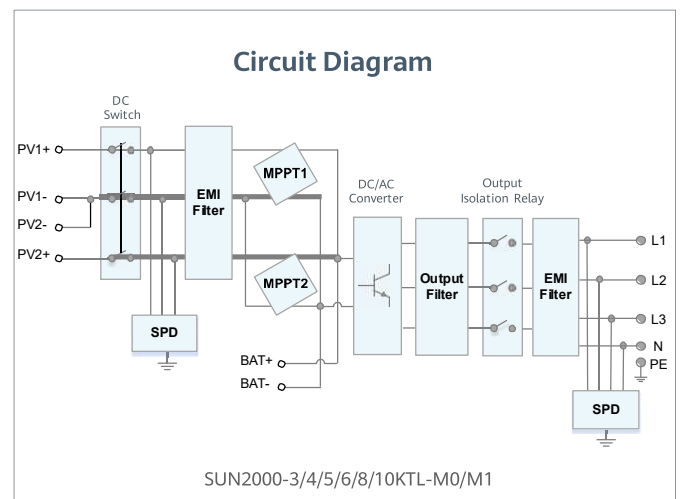 Circuit Diagram
DC
Switch
PV1+
PV1-
PV2-
PV2+
EMI
Filter
MPPT1
MPPT2
SPD
BAT+
BAT-
DC/AC
Converter
Output
Filter
Output
Isolation Relay
EMI
Filter
L1
L2
L3
N
PE
SPD
SUN2000-3/4/5/6/8/10KTL-M0/M1